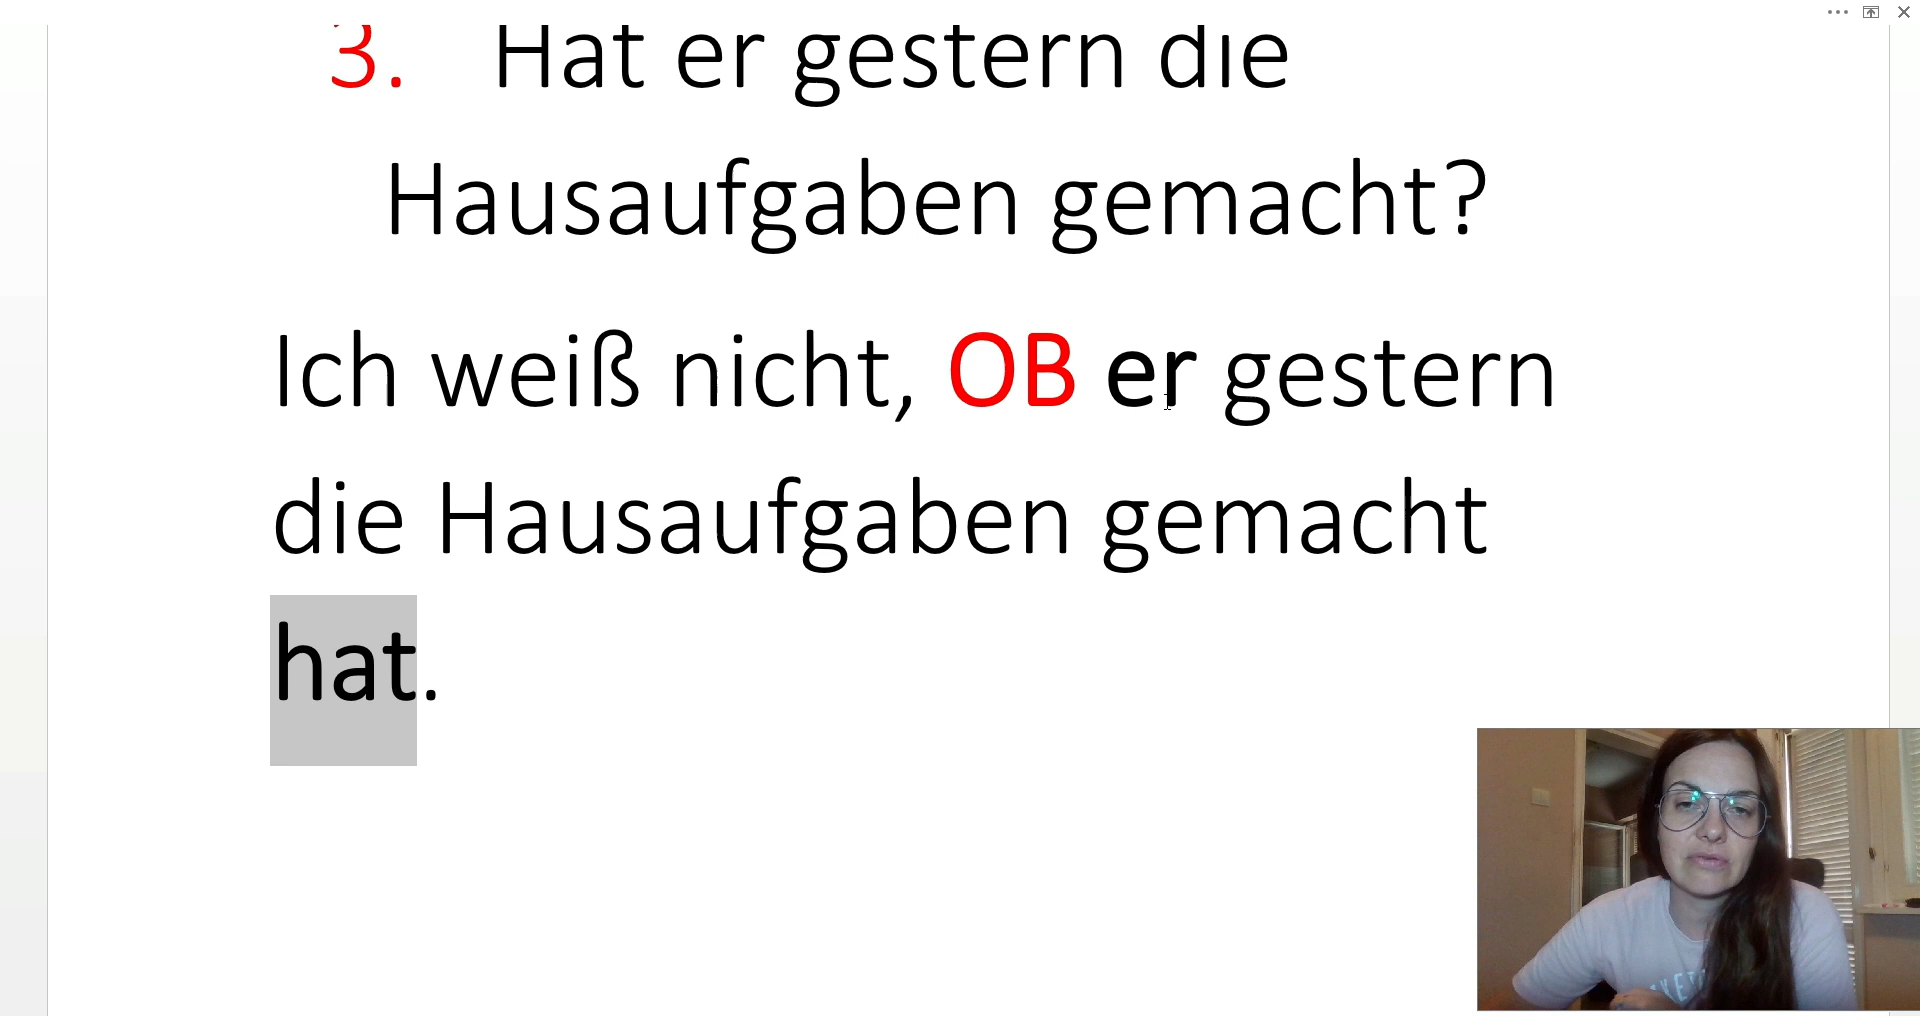 3. Hat er gestern die
Hausaufgaben gemacht?
Ich weiß nicht, OB er gestern
die Hausaufgaben gemacht
hat.